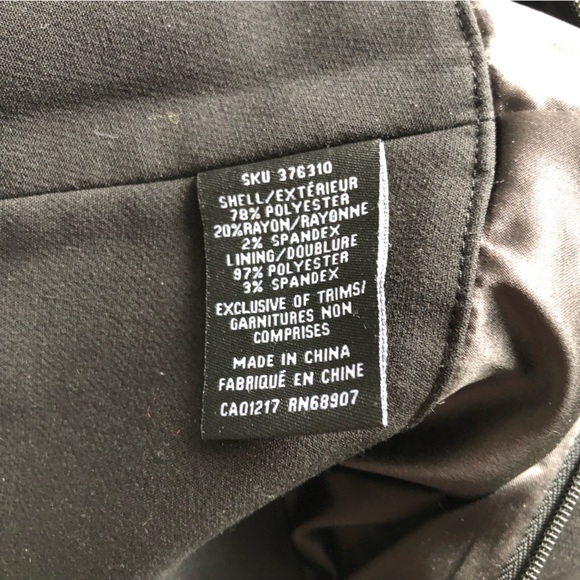 SKU 376310
SHELL/EXTÉRIEUR
78% POLYESTER
20%RAYON/RAYONNE
2% SPANDEX
LINING/DOUBLURE
97% POLYESTER
3% SPANDEX
EXCLUSIVE OF TRIMS/
GARNITURES NON
COMPRISES
MADE IN CHINA
FABRIQUÉ EN CHINE
CA01217 RN68907